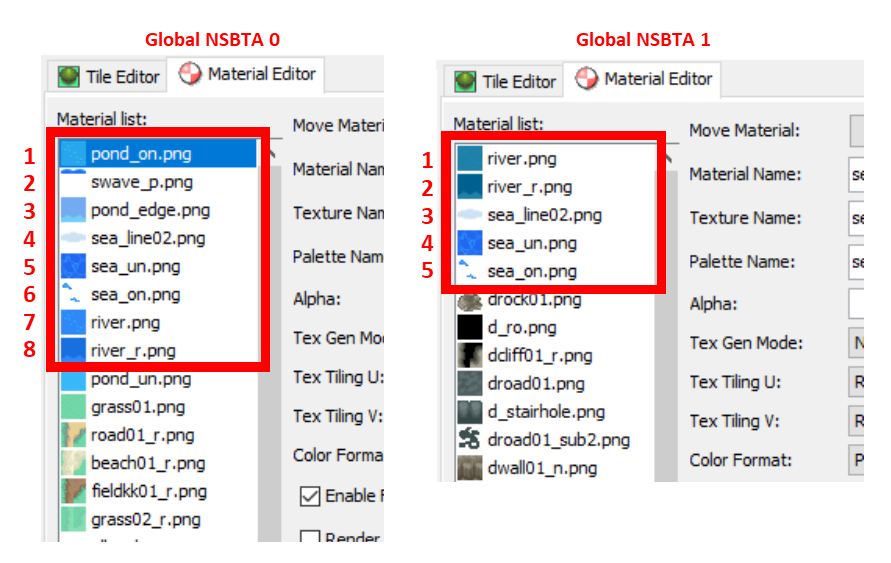 Global NSBTA 0
Tile Editor
Material Editor
Material list:
1 pond_on.png
2 swave_p.png
3 pond_edge.png
4 sea_line02.png
5 sea_un.png
6 sea_on.png
7 river.png
8 river_r.png
pond_un.png
grass01.png
road01_r.png
beach01_r.png
fieldkk01_r.png
grass02_r.png
Move Materi
Material Nam
Texture Nam
Palette Nam
Alpha:
Tex Gen Mo
Tex Tiling U:
Tex Tiling V:
Color Forma
Enable F
Render
Global NSBTA 1
Tile Editor
Material Editor
Material list:
1 river.png
2 river_r.png
3 sea_line02.png
4 sea_un.png
5 sea_on.png
drock01.png
d_ro.png
dcliff01_r.png
droad01.png
d_stairhole.png
droad01_sub2.png
dwall01_n.png
Move Material:
Material Name: se
Texture Name: se
Palette Name: se
Alpha:
Tex Gen Mode: N
Tex Tiling U: R
Tex Tiling V: R
Color Format: P